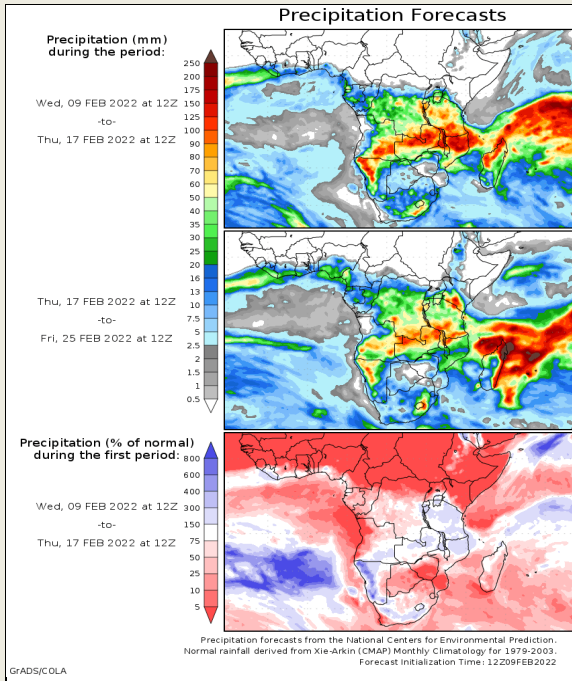 Precipitation Forecasts
Precipitation (mm)
during the period:
Wed, 09 FEB 2022 at 12Z
-to-
Thu, 17 FEB 2022 at 12Z
250
200
175
150
125
100
90
80
70
60
50
40
35
30
25
20
16
13
10
7.5
5
2.5
2
1.5
1
0.5
Thu, 17 FEB 2022 at 12Z
-to-
Fri, 25 FEB 2022 at 12Z
Precipitation (% of normal)
during the first period:
Wed, 09 FEB 2022 at 12Z
-to-
Thu, 17 FEB 2022 at 12Z
800
600
400
300
150
75
50
25
10
5
Precipitation forecasts from the National Centers for Environmental Prediction.
Normal rainfall derived from Xie-Arkin (CMAP) Monthly Climatology for 1979-2003.
Forecast Initialization Time: 12Z09FEB2022
GrADS/COLA